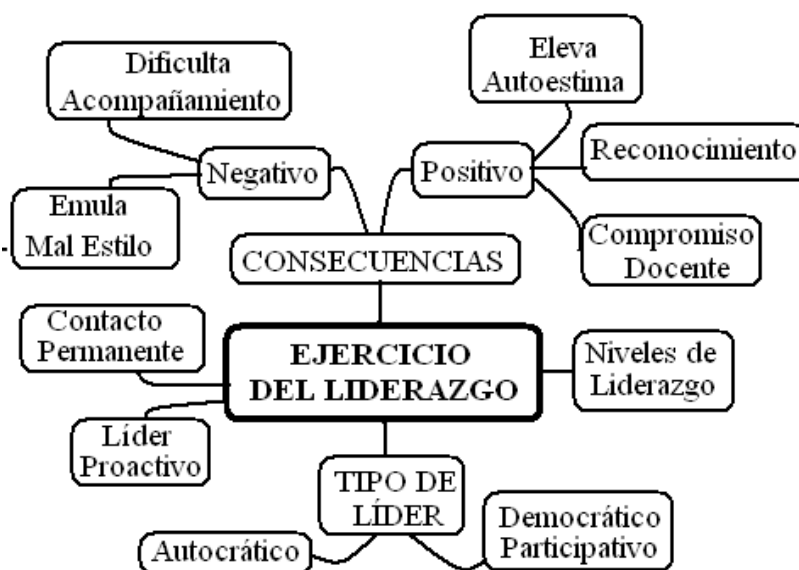 Dificulta
Acompañamiento
Eleva
Autoestima
Negativo
Positivo
Reconocimiento
Emula
Mal Estilo
CONSECUENCIAS
Compromiso
Docente
Contacto
Permanente
EJERCICIO
DEL LIDERAZGO
Niveles de
Liderazgo
Líder
Proactivo
TIPO DE
LÍDER
Autocrático
Democrático
Participativo